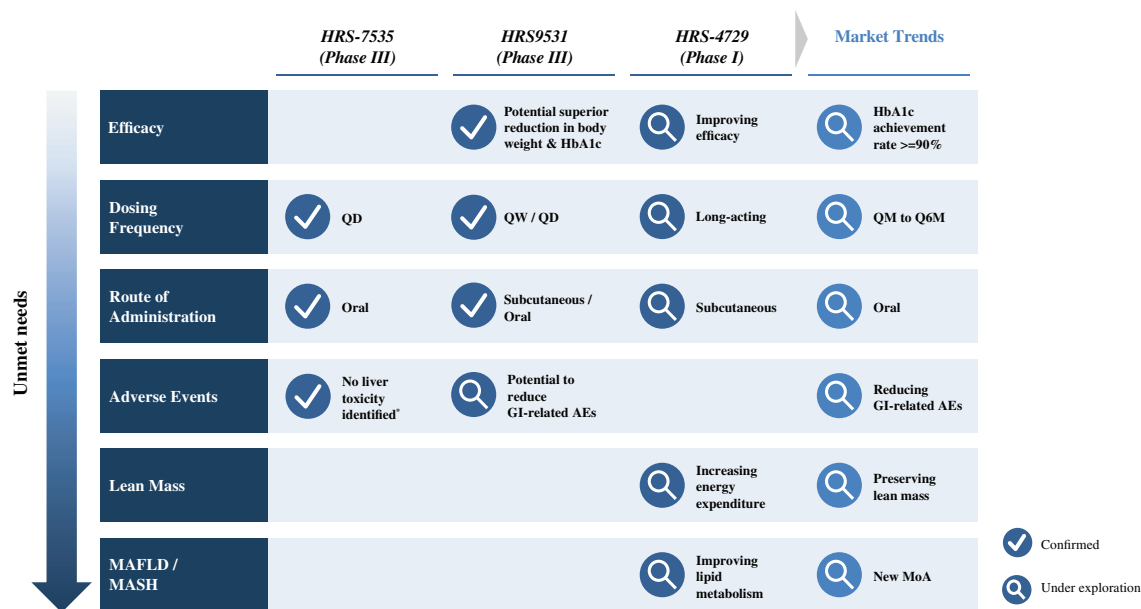 HRS-7535
(Phase III)
HRS9531
(Phase III)
HRS-4729
(Phase I)
Market Trends
Unmet needs
Efficacy
Potential superior
reduction in body
weight & HbA1c
Improving
efficacy
HbA1c
achievement
rate >=90%
Dosing
Frequency
QD
QW / QD
Long-acting
QM to Q6M
Route of
Administration
Oral
Subcutaneous /
Oral
Subcutaneous
Oral
Adverse Events
No liver
toxicity
identified*
Potential to
reduce
GI-related AEs
Reducing
GI-related AEs
Lean Mass
Increasing
energy
expenditure
Preserving
lean mass
MAFLD /
MASH
Improving
lipid
metabolism
New MoA
Confirmed
Under exploration